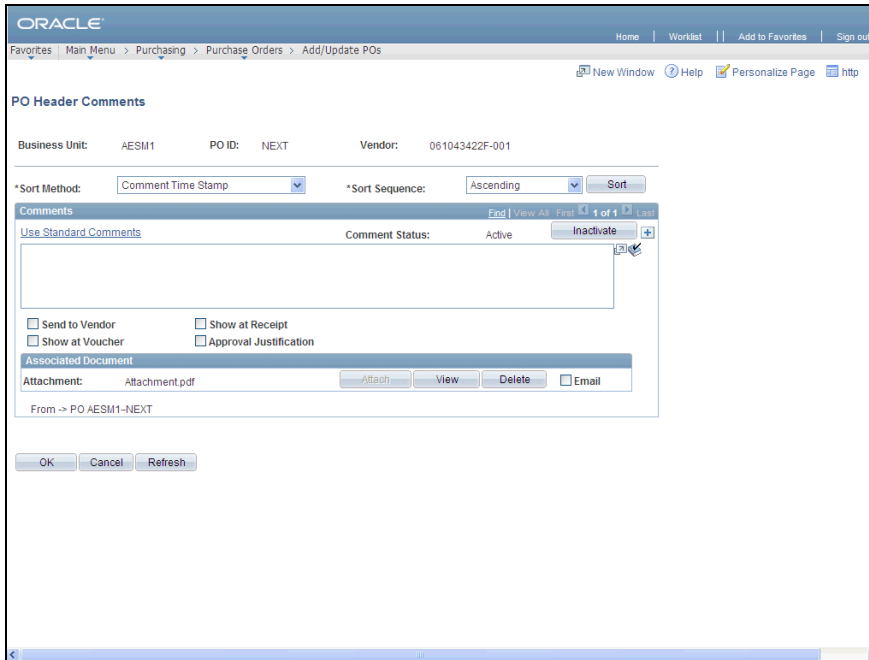 ORACLE
Home | Worklist || Add to Favorites | Sign out
Favorites | Main Menu > Purchasing > Purchase Orders > Add/Update POs
New Window Help Personalize Page http
PO Header Comments
Business Unit: AESM1 PO ID: NEXT Vendor: 061043422F-001
*Sort Method: Comment Time Stamp *Sort Sequence: Ascending Sort
Comments Find | View All First 1 of 1 Last
Use Standard Comments Comment Status: Active Inactivate
Send to Vendor Show at Receipt
Show at Voucher Approval Justification
Associated Document
Attachment: Attachment.pdf Attach View Delete Email
From -> PO AESM1-NEXT
OK Cancel Refresh